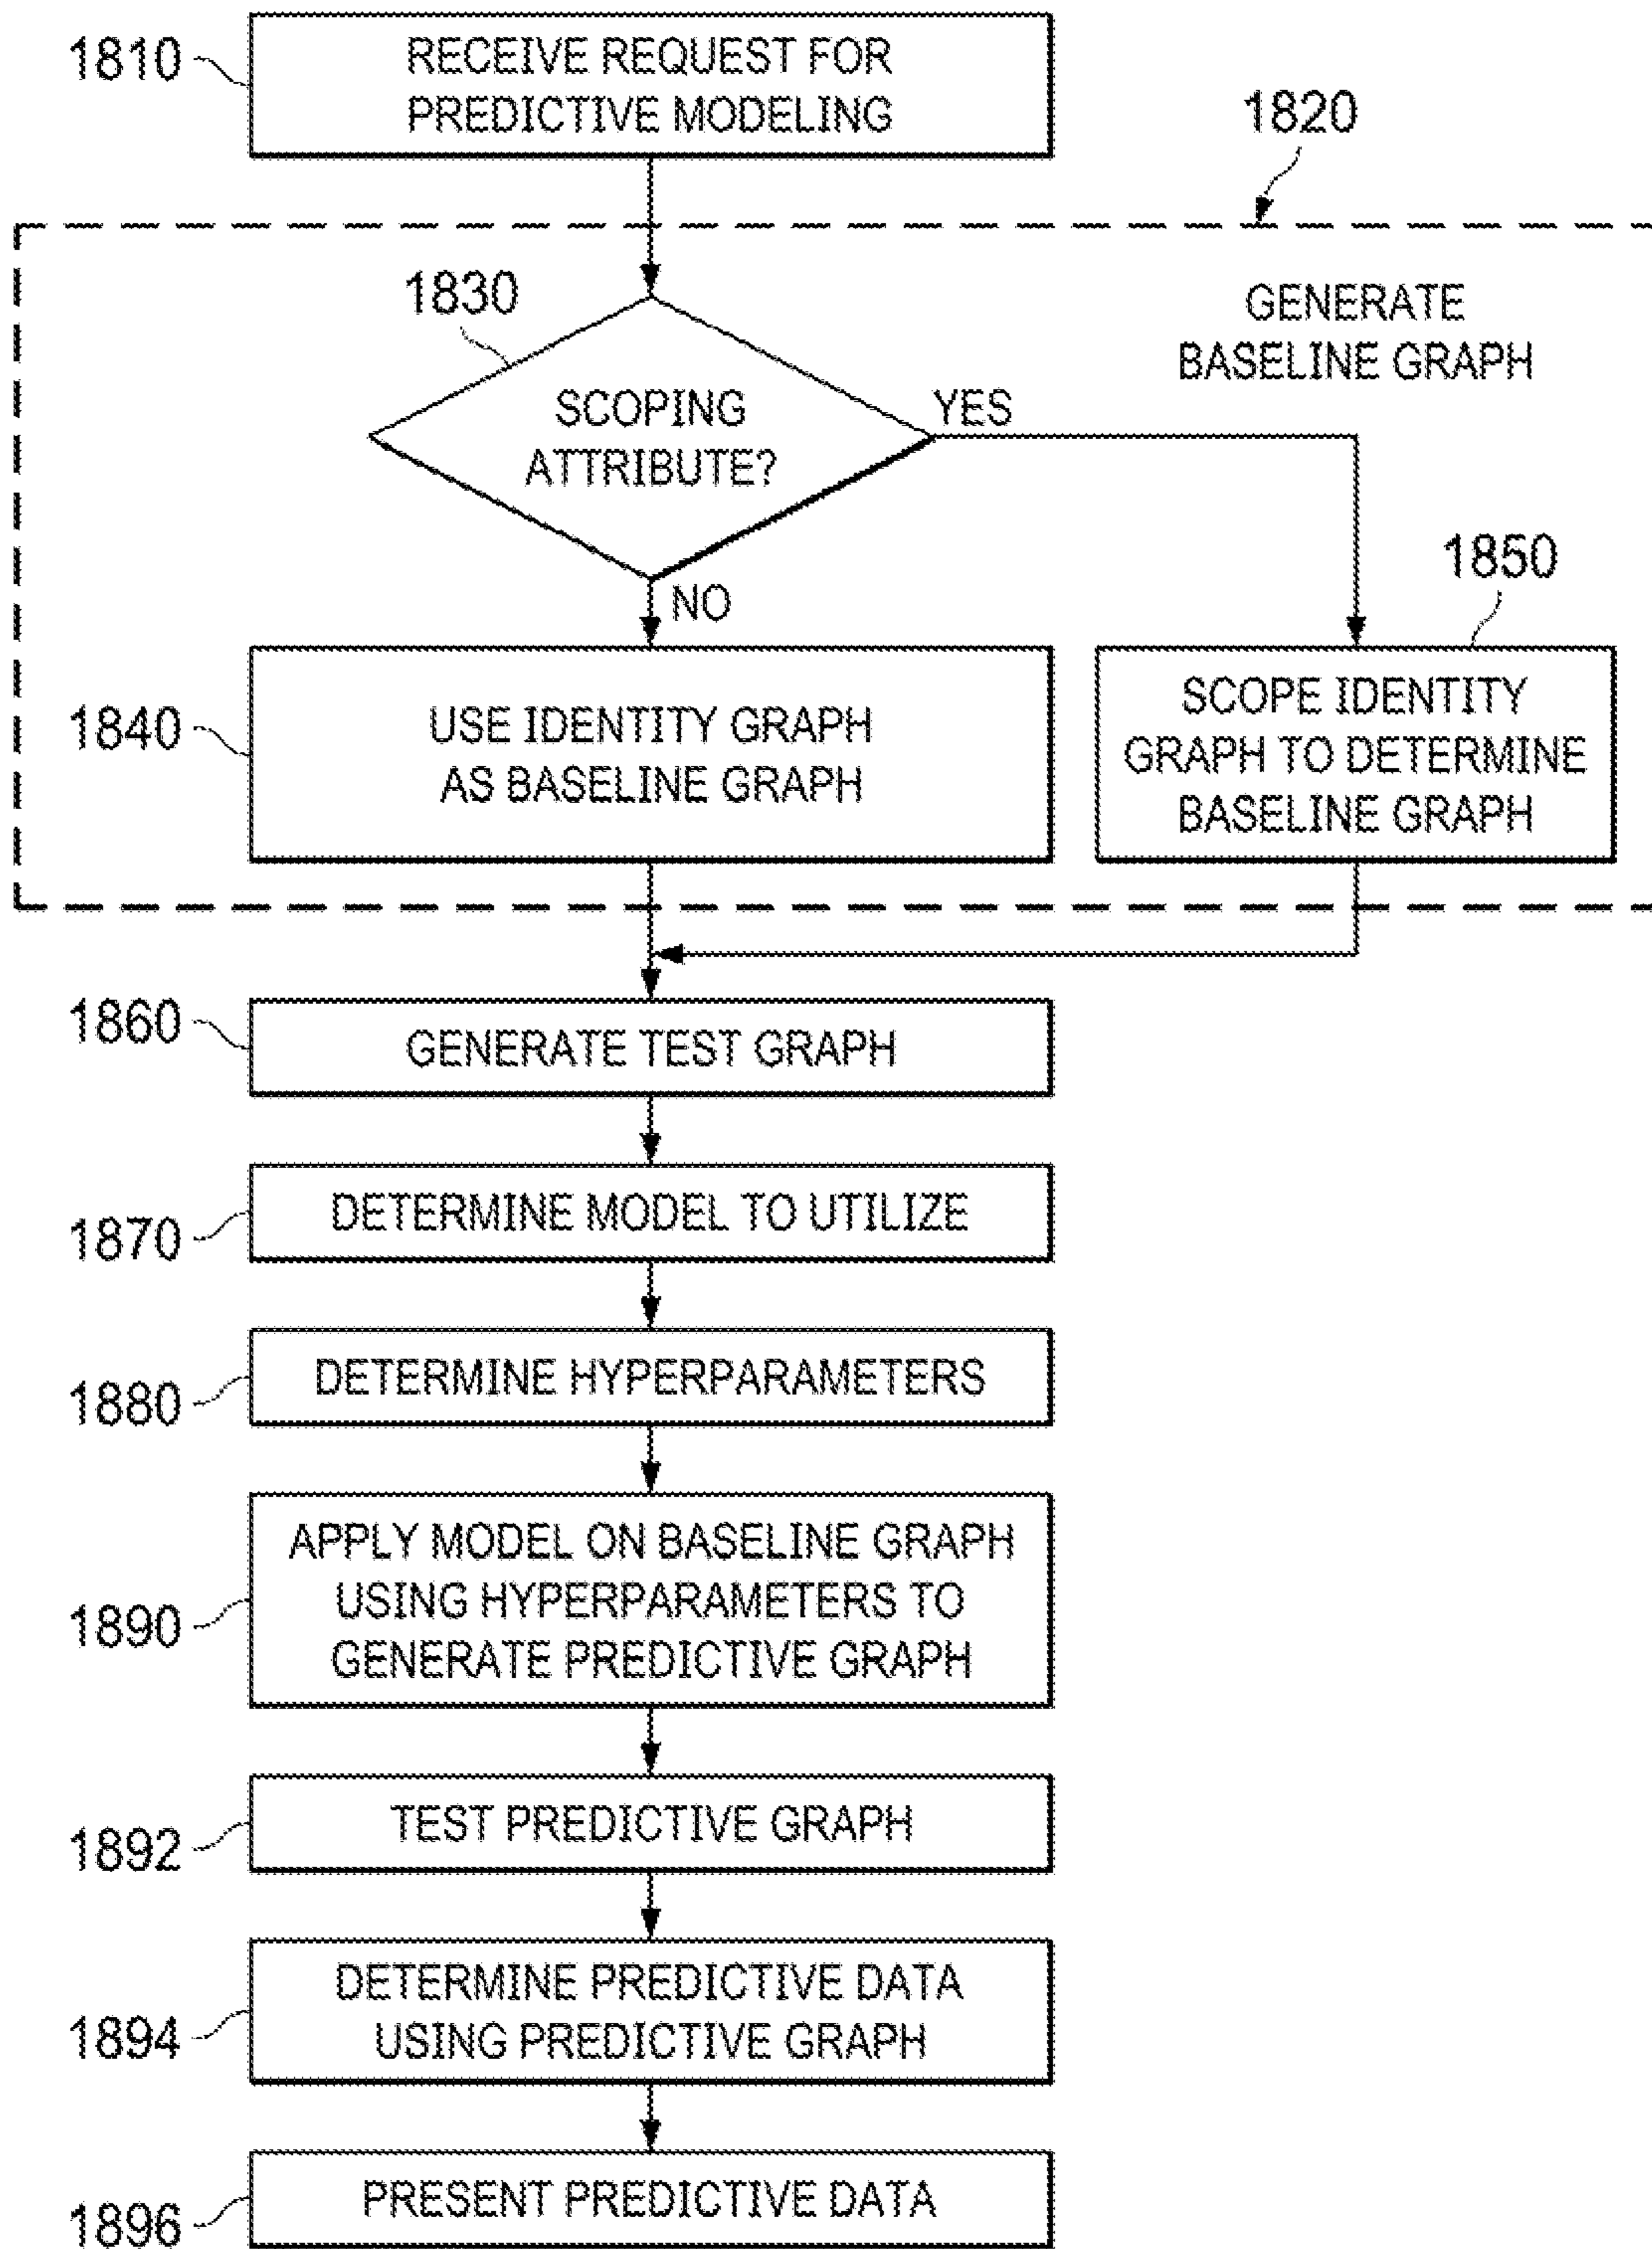 1810
RECEIVE REQUEST FOR
PREDICTIVE MODELING
1820
GENERATE
BASELINE GRAPH
1830
SCOPING
ATTRIBUTE?
YES
NO
1840
USE IDENTITY GRAPH
AS BASELINE GRAPH
1850
SCOPE IDENTITY
GRAPH TO DETERMINE
BASELINE GRAPH
1860
GENERATE TEST GRAPH
1870
DETERMINE MODEL TO UTILIZE
1880
DETERMINE HYPERPARAMETERS
1890
APPLY MODEL ON BASELINE GRAPH
USING HYPERPARAMETERS TO
GENERATE PREDICTIVE GRAPH
1892
TEST PREDICTIVE GRAPH
1894
DETERMINE PREDICTIVE DATA
USING PREDICTIVE GRAPH
1896
PRESENT PREDICTIVE DATA